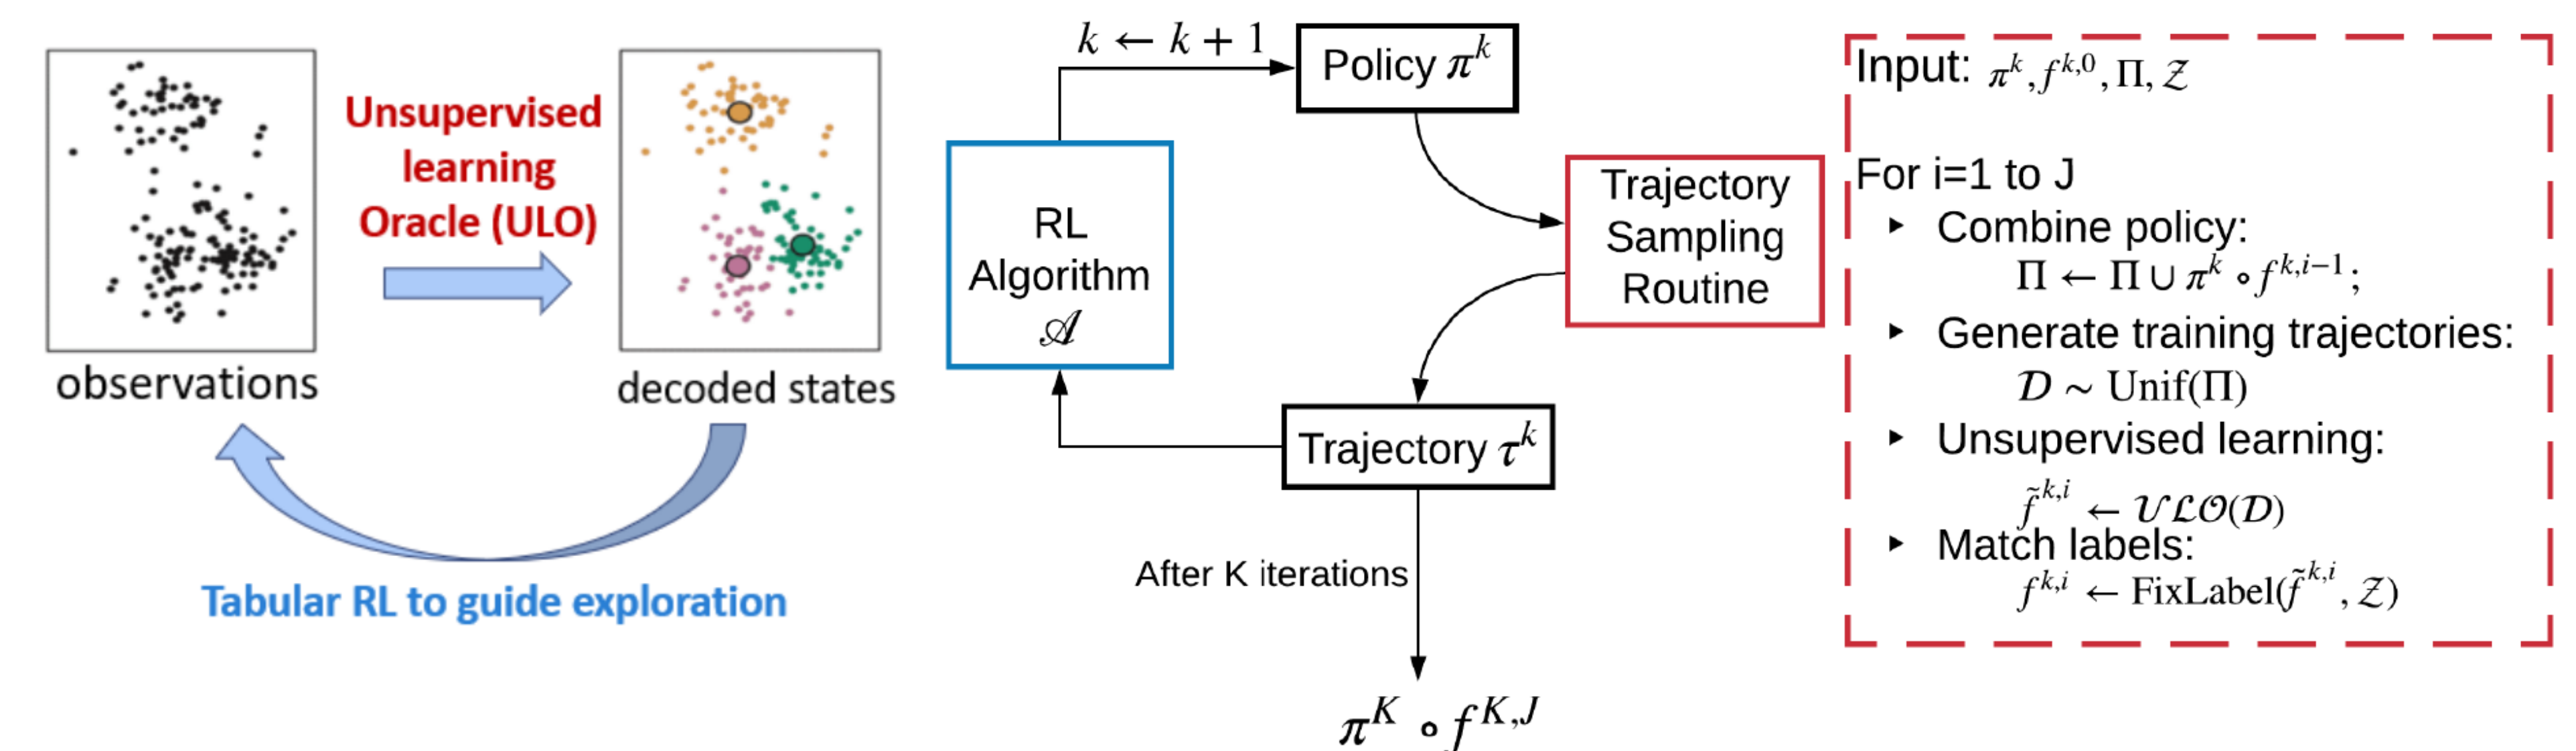 Unsupervised
learning
Oracle (ULO)
observations
decoded states
Tabular RL to guide exploration
k ← k + 1
Policy π^k
RL
Algorithm
𝒜
Trajectory
Sampling
Routine
Trajectory τ^k
After K iterations
π^K ∘ f^{K,J}
Input: π^k, f^{k,0}, Π, 𝒵
For i=1 to J
‣ Combine policy:
Π ← Π ∪ π^k ∘ f^{k,i−1};
‣ Generate training trajectories:
𝒟 ∼ Unif(Π)
‣ Unsupervised learning:
f̃^{k,i} ← 𝒰ℒ𝒪(𝒟)
‣ Match labels:
f^{k,i} ← FixLabel(f̃^{k,i}, 𝒵)